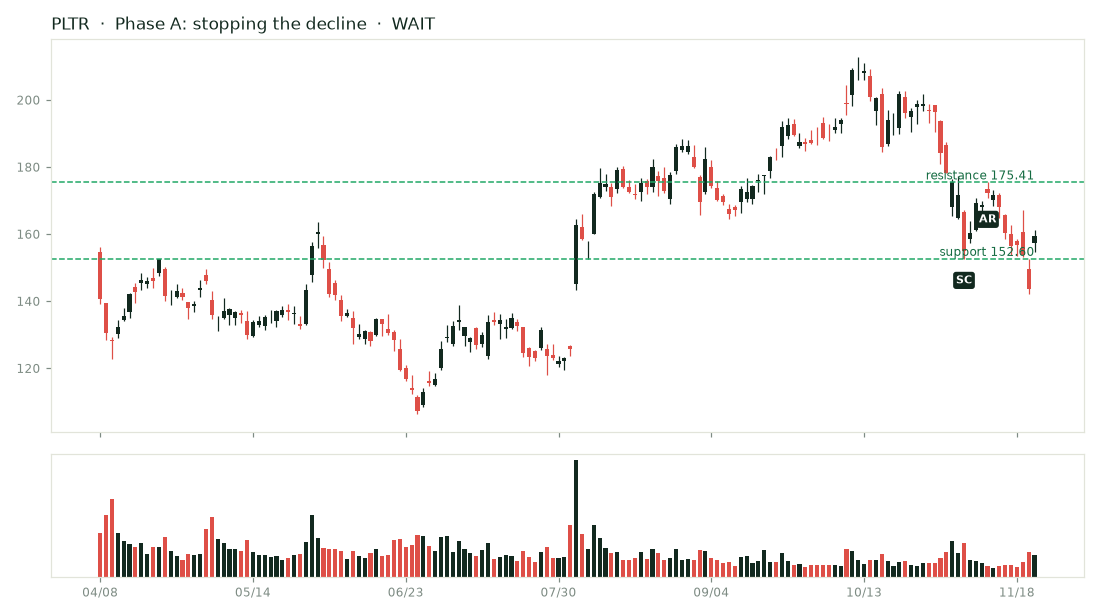 PLTR · Phase A: stopping the decline · WAIT
200
180
160
140
120
resistance 175.41
AR
support 152.60
SC
04/08
05/14
06/23
07/30
09/04
10/13
11/18